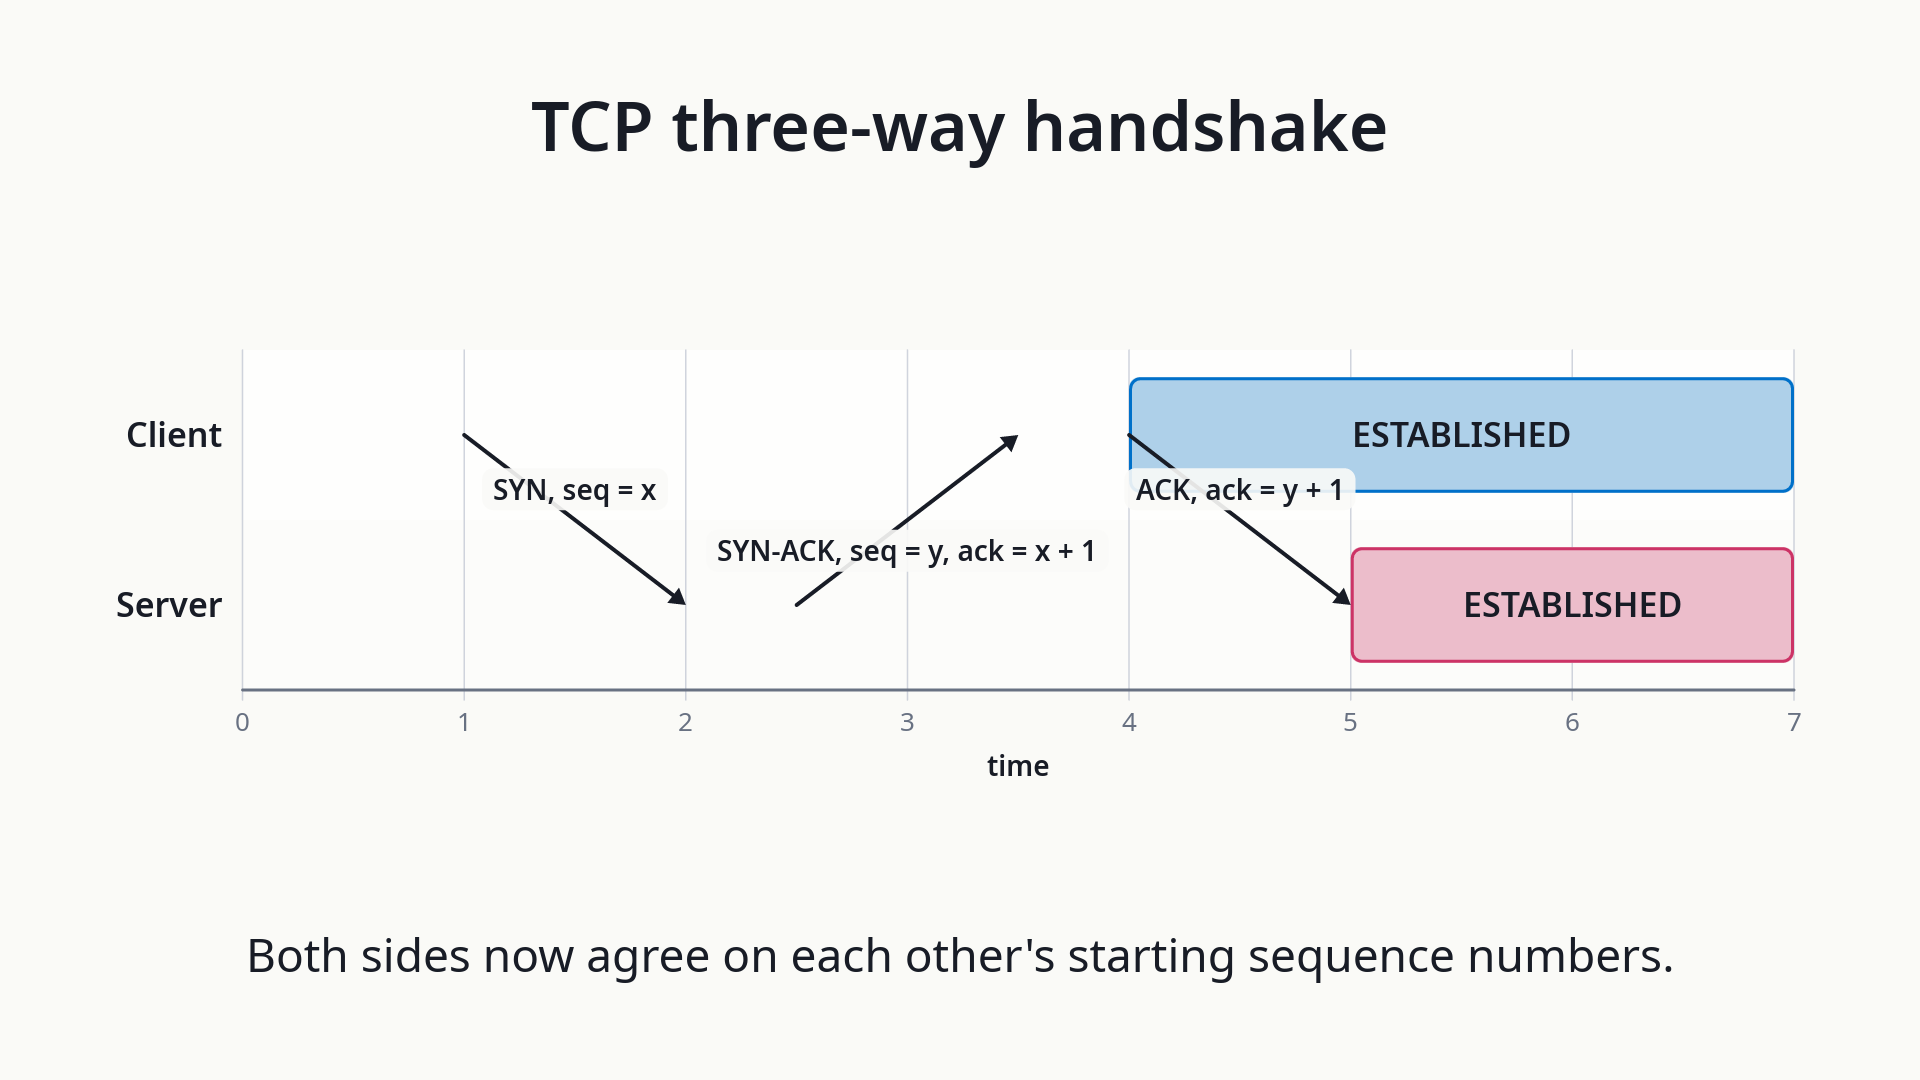 TCP three-way handshake
Client
ESTABLISHED
SYN, seq = x
ACK, ack = y + 1
SYN-ACK, seq = y, ack = x + 1
Server
ESTABLISHED
0 1 2 3 4 5 6 7
time
Both sides now agree on each other's starting sequence numbers.